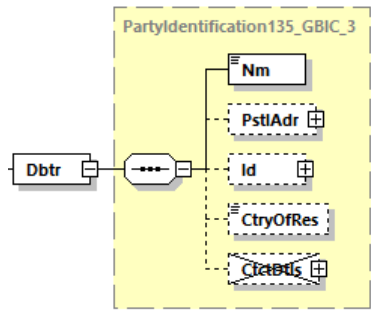 PartyIdentification135_GBIC_3
Nm
PstlAdr
Dbtr
Id
CtryOfRes
CtctDtls